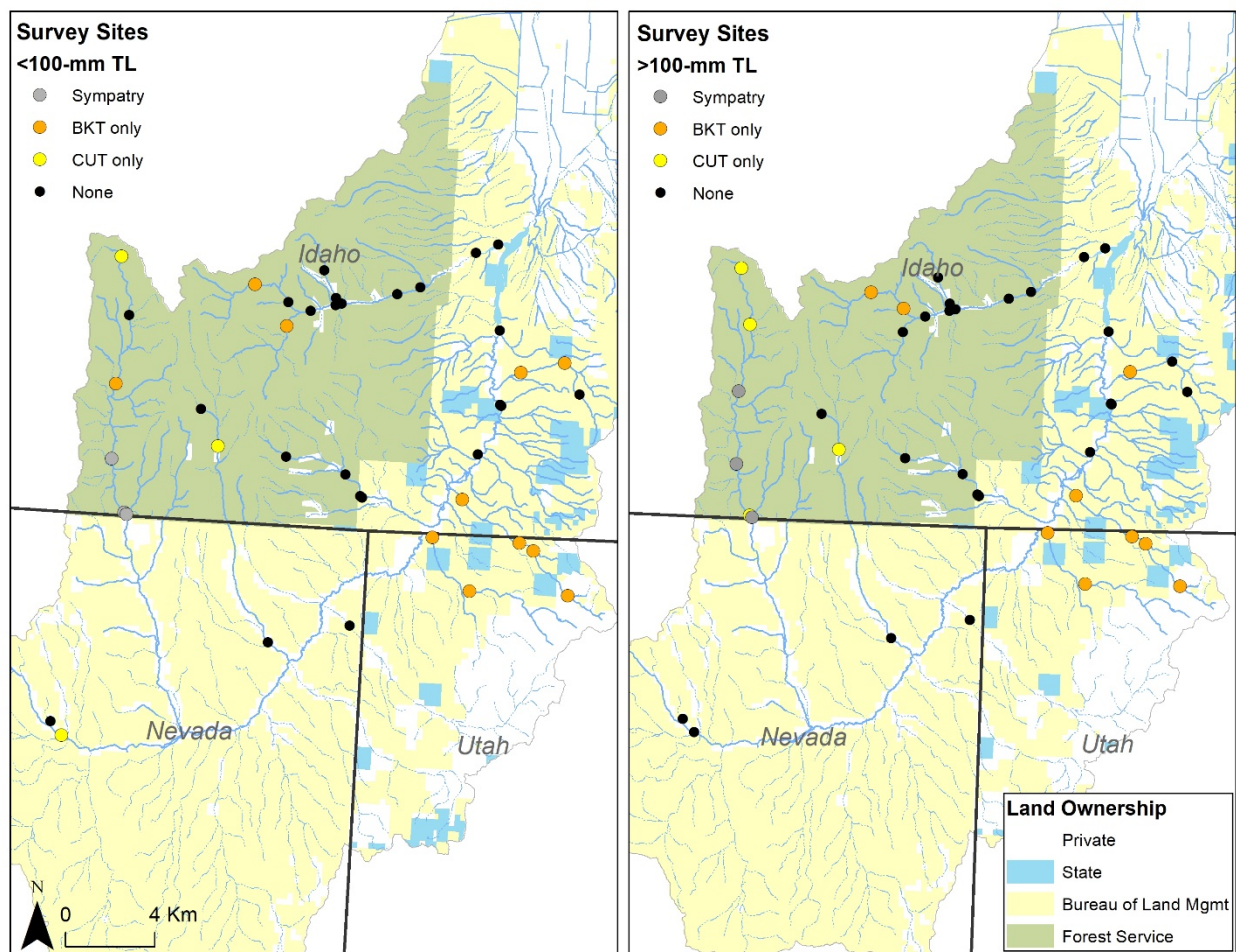 Survey Sites
<100-mm TL
Sympatry
BKT only
CUT only
None
Idaho
Nevada
Utah
N
0 4 Km
Survey Sites
>100-mm TL
Sympatry
BKT only
CUT only
None
Idaho
Nevada
Utah
Land Ownership
Private
State
Bureau of Land Mgmt
Forest Service